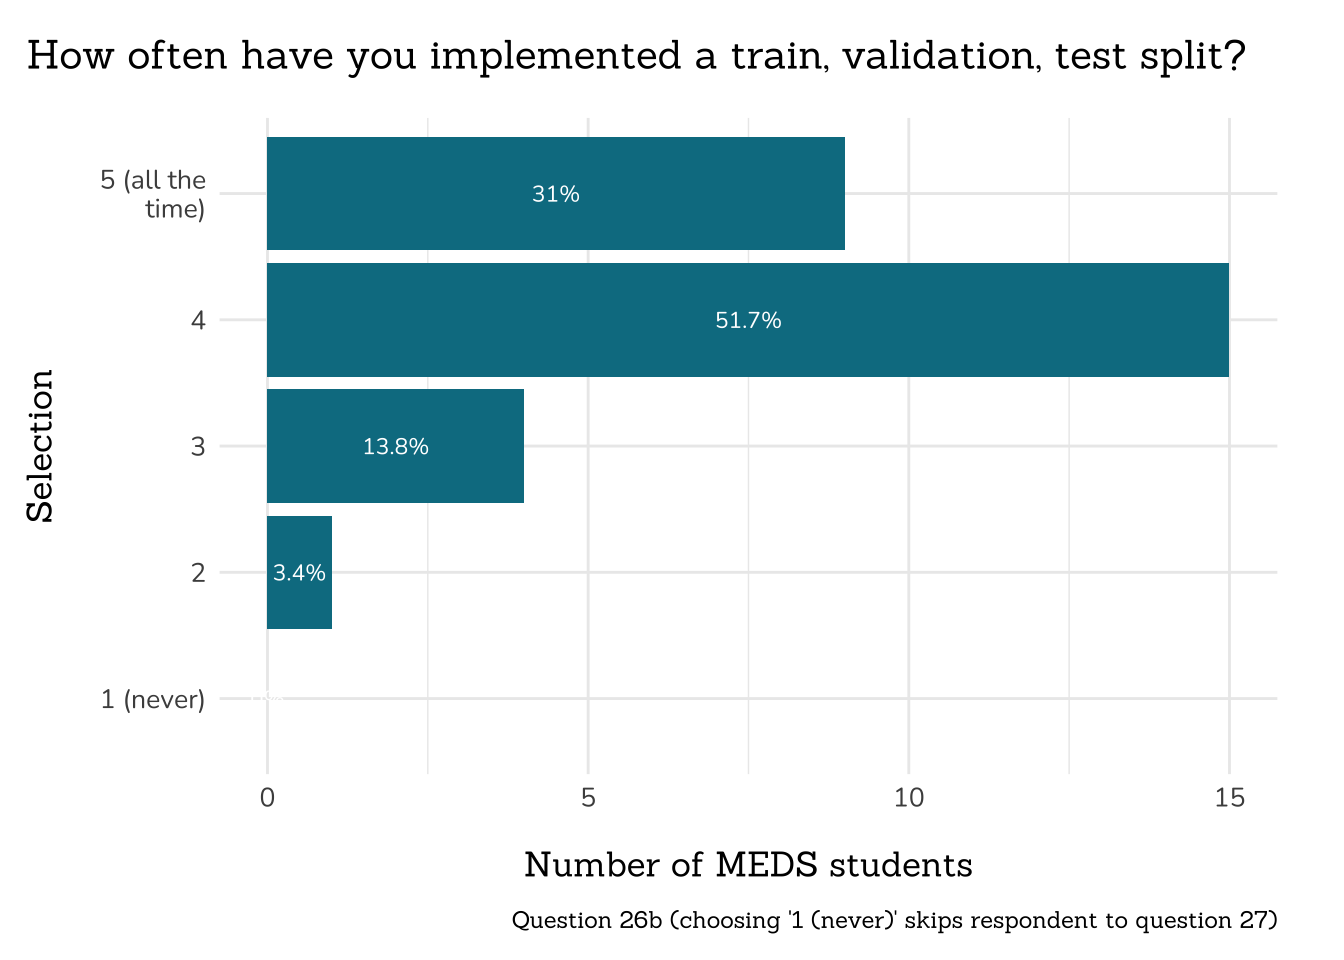 How often have you implemented a train, validation, test split?
5 (all the
time)
31%
4
51.7%
3
13.8%
2
3.4%
1 (never)
0
5
10
15
Selection
Number of MEDS students
Question 26b (choosing '1 (never)' skips respondent to question 27)